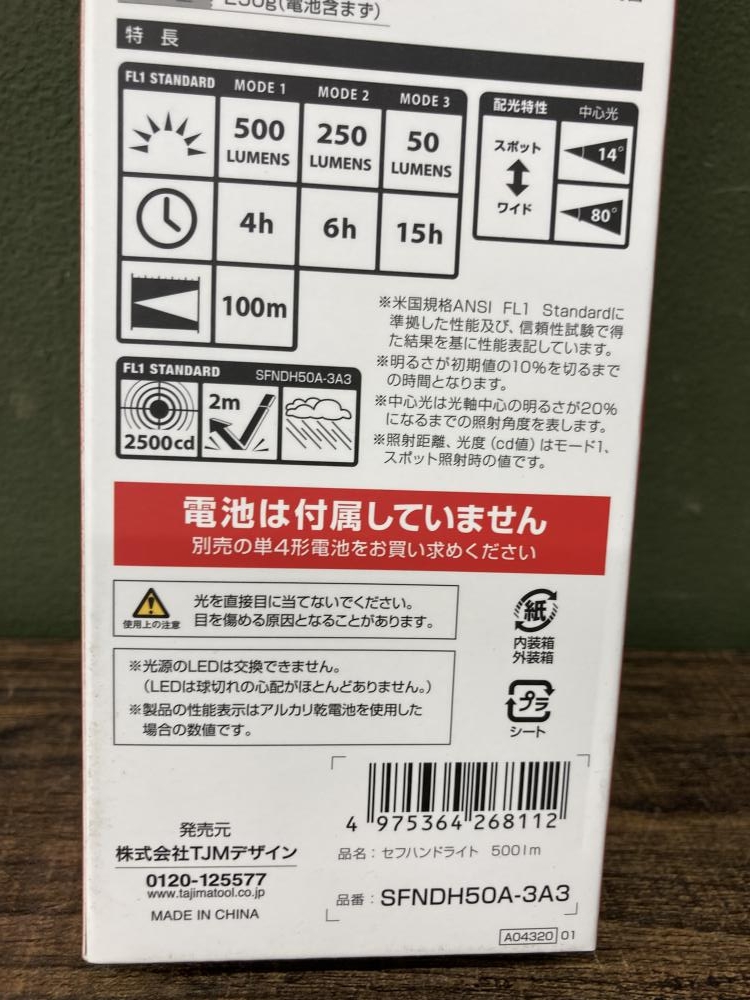 230g(電池含まず)
特長
FL1 STANDARD MODE 1 MODE 2 MODE 3
500 LUMENS 250 LUMENS 50 LUMENS
4h 6h 15h
100m
配光特性 中心光
スポット 14°
ワイド 80°
※米国規格ANSI FL1 Standardに
準拠した性能及び、信頼性試験で得
た結果を基に性能表記しています。
※明るさが初期値の10%を切るまで
の時間となります。
※中心光は光軸中心の明るさが20%
になるまでの照射角度を表します。
※照射距離、光度(cd値)はモード1、
スポット照射時の値です。
FL1 STANDARD SFNDH50A-3A3
2500cd 2m
電池は付属していません
別売の単4形電池をお買い求めください
使用上の注意
光を直接目に当てないでください。
目を傷める原因となることがあります。
紙
内装箱
外装箱
※光源のLEDは交換できません。
(LEDは球切れの心配がほとんどありません。)
※製品の性能表示はアルカリ乾電池を使用した
場合の数値です。
プラ
シート
発売元
株式会社TJMデザイン
0120-125577
www.tajimatool.co.jp
MADE IN CHINA
4 975364 268112
品名:セフハンドライト 500lm
品番:SFNDH50A-3A3
A04320 01